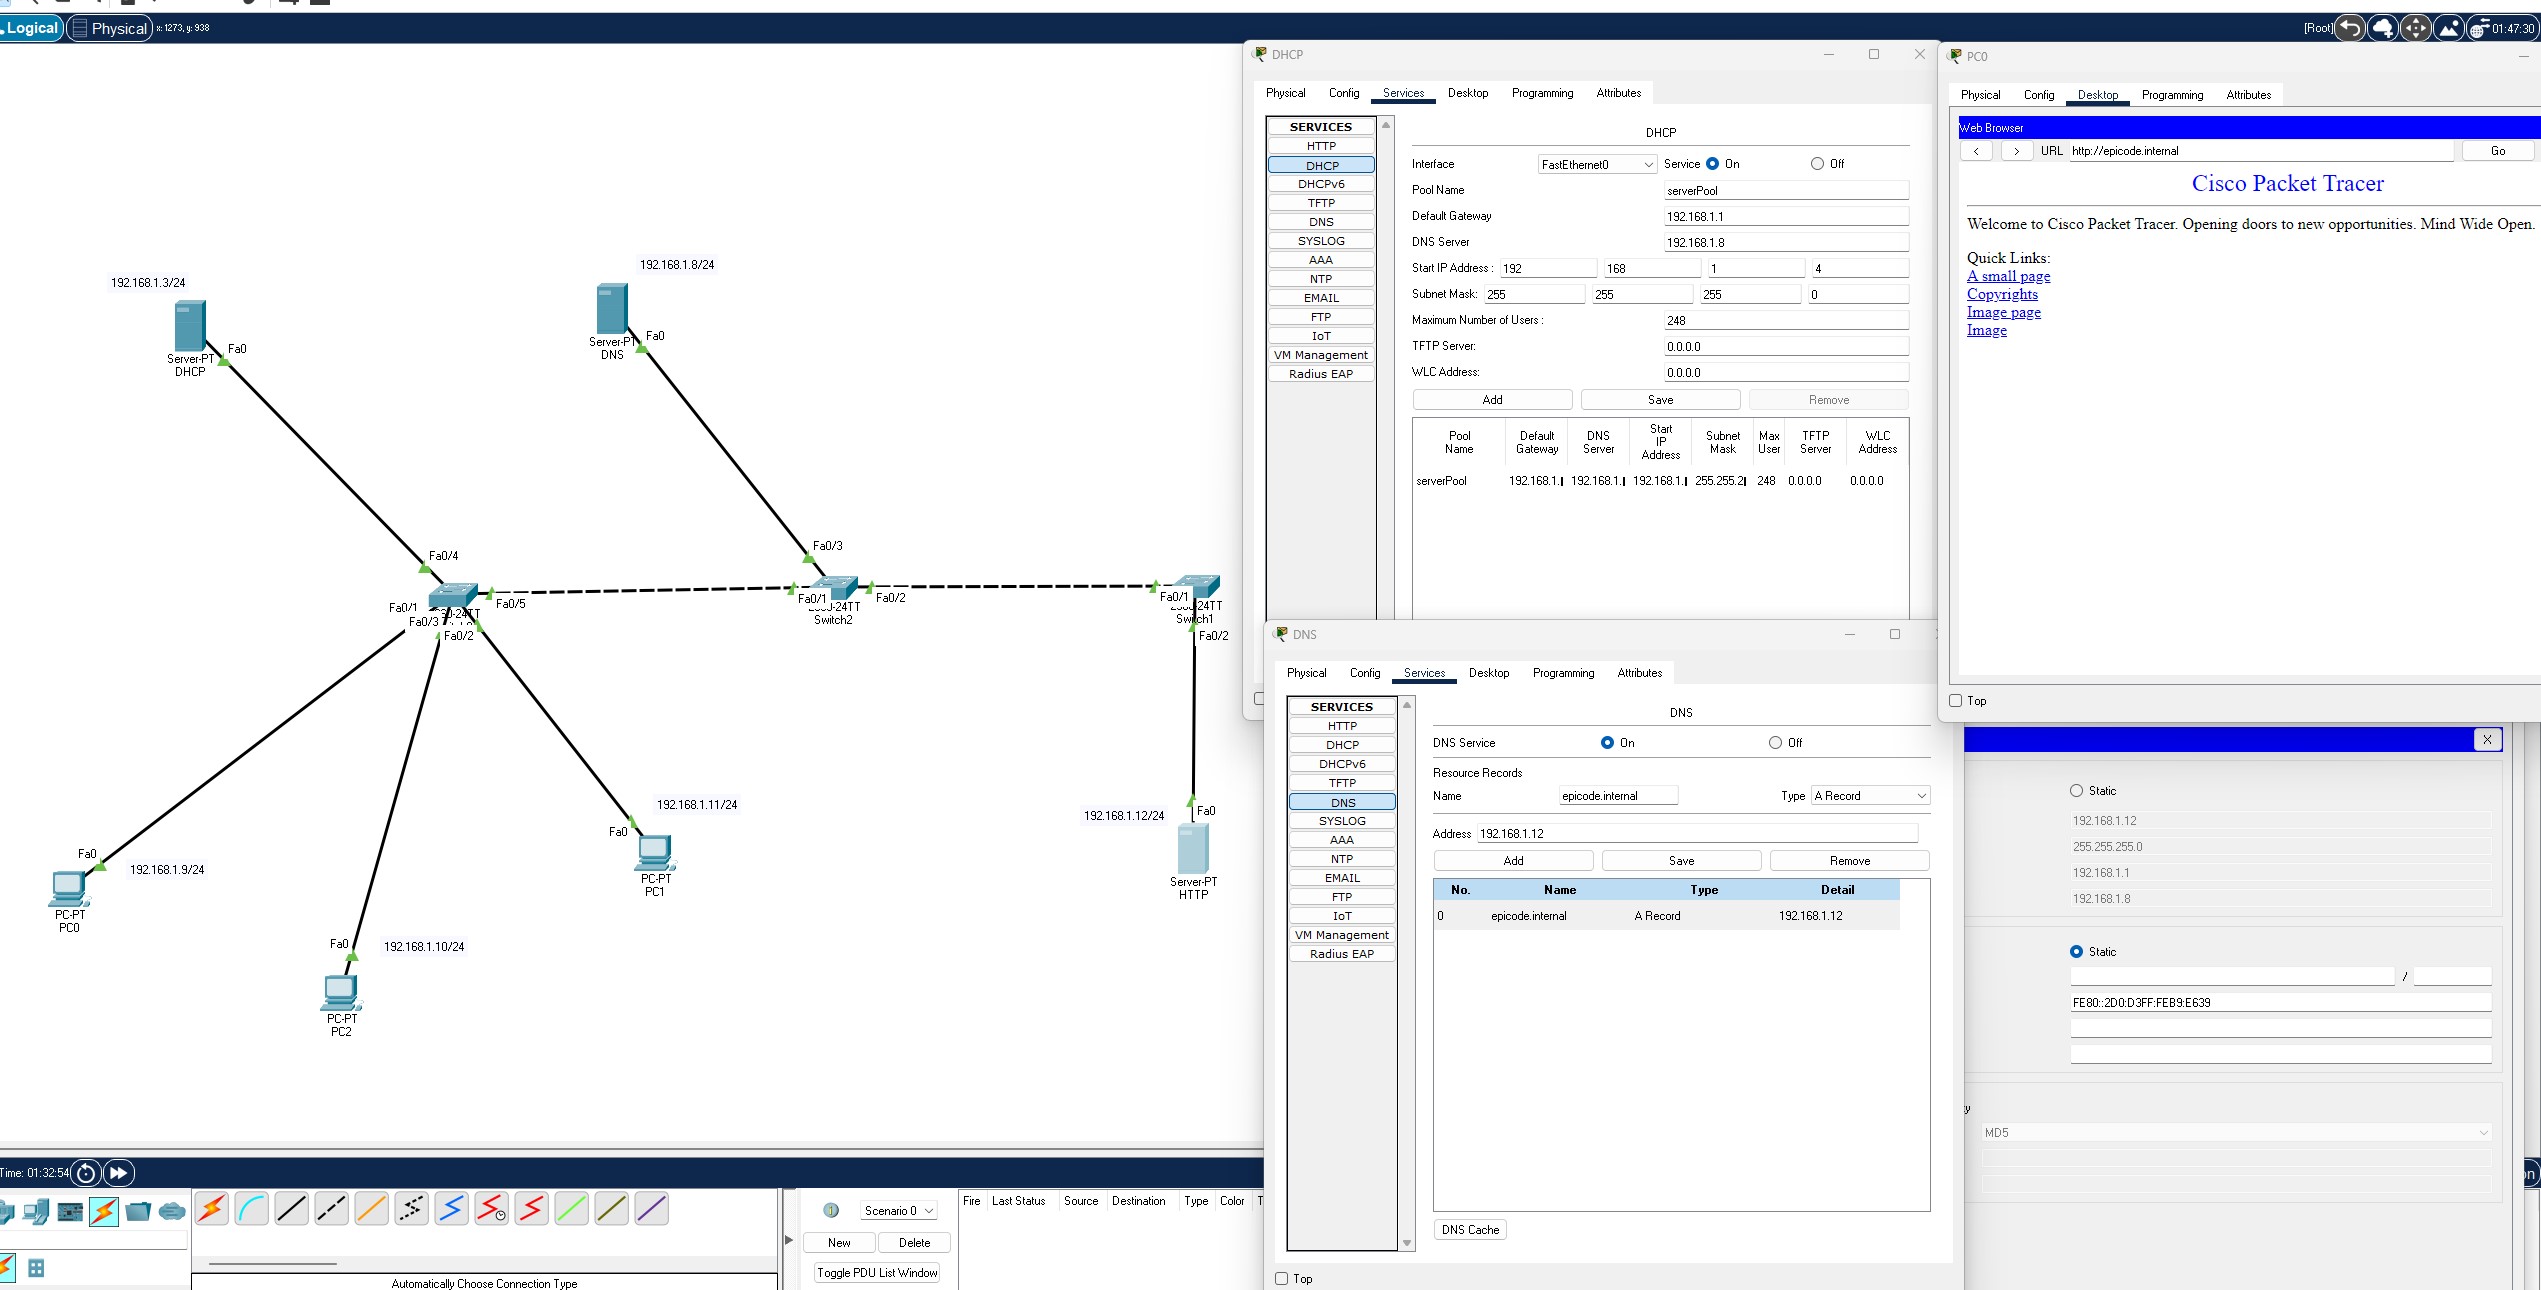 Logical
Physical
x: 1273, y: 938
[Root]
01:47:30
192.168.1.3/24
Server-PT
DHCP
Fa0
192.168.1.8/24
Server-PT
DNS
Fa0
Fa0/4
Fa0/1
Fa0/3
Fa0/2
Fa0/5
Fa0/3
Fa0/1
Fa0/2
Switch2
Fa0/1
Switch1
Fa0/2
Fa0
192.168.1.9/24
PC-PT
PC0
Fa0
192.168.1.10/24
PC-PT
PC2
192.168.1.11/24
Fa0
PC-PT
PC1
192.168.1.12/24
Fa0
Server-PT
HTTP
DHCP
Physical Config Services Desktop Programming Attributes
SERVICES
HTTP
DHCP
DHCPv6
TFTP
DNS
SYSLOG
AAA
NTP
EMAIL
FTP
IoT
VM Management
Radius EAP
DHCP
Interface FastEthernet0 Service On Off
Pool Name serverPool
Default Gateway 192.168.1.1
DNS Server 192.168.1.8
Start IP Address : 192 168 1 4
Subnet Mask: 255 255 255 0
Maximum Number of Users : 248
TFTP Server: 0.0.0.0
WLC Address: 0.0.0.0
Add Save Remove
Pool Name Default Gateway DNS Server Start IP Address Subnet Mask Max User TFTP Server WLC Address
serverPool 192.168.1. 192.168.1. 192.168.1. 255.255.2 248 0.0.0.0 0.0.0.0
PC0
Physical Config Desktop Programming Attributes
Web Browser
< > URL http://epicode.internal Go
Cisco Packet Tracer
Welcome to Cisco Packet Tracer. Opening doors to new opportunities. Mind Wide Open.
Quick Links:
A small page
Copyrights
Image page
Image
Top
DNS
Physical Config Services Desktop Programming Attributes
SERVICES
HTTP
DHCP
DHCPv6
TFTP
DNS
SYSLOG
AAA
NTP
EMAIL
FTP
IoT
VM Management
Radius EAP
DNS
DNS Service On Off
Resource Records
Name epicode.internal Type A Record
Address 192.168.1.12
Add Save Remove
No. Name Type Detail
0 epicode.internal A Record 192.168.1.12
DNS Cache
Top
X
Static
192.168.1.12
255.255.255.0
192.168.1.1
192.168.1.8
Static
/
FE80::2D0:D3FF:FEB9:E639
MD5
Time: 01:32:54
Scenario 0
New Delete
Toggle PDU List Window
Fire Last Status Source Destination Type Color
Automatically Choose Connection Type